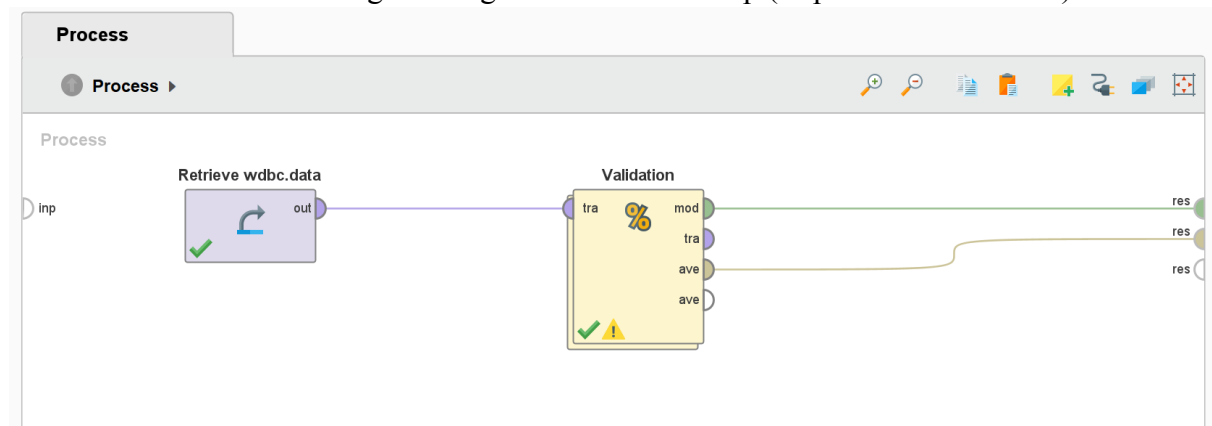 Process
Process
Process
Retrieve wdbc.data
Validation
inp
out
tra
mod
tra
ave
ave
res
res
res